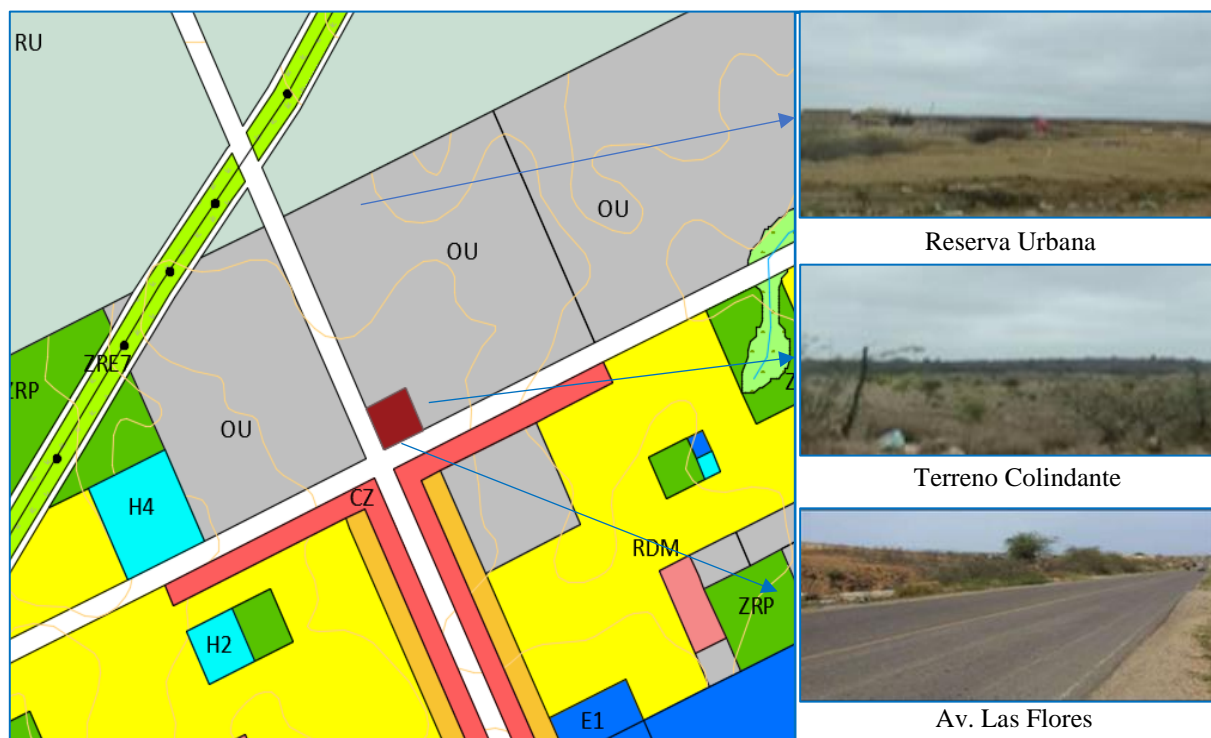 RU
OU
OU
ZRE7
ZRP
OU
H4
CZ
RDM
ZRP
H2
E1
Z
Reserva Urbana
Terreno Colindante
Av. Las Flores